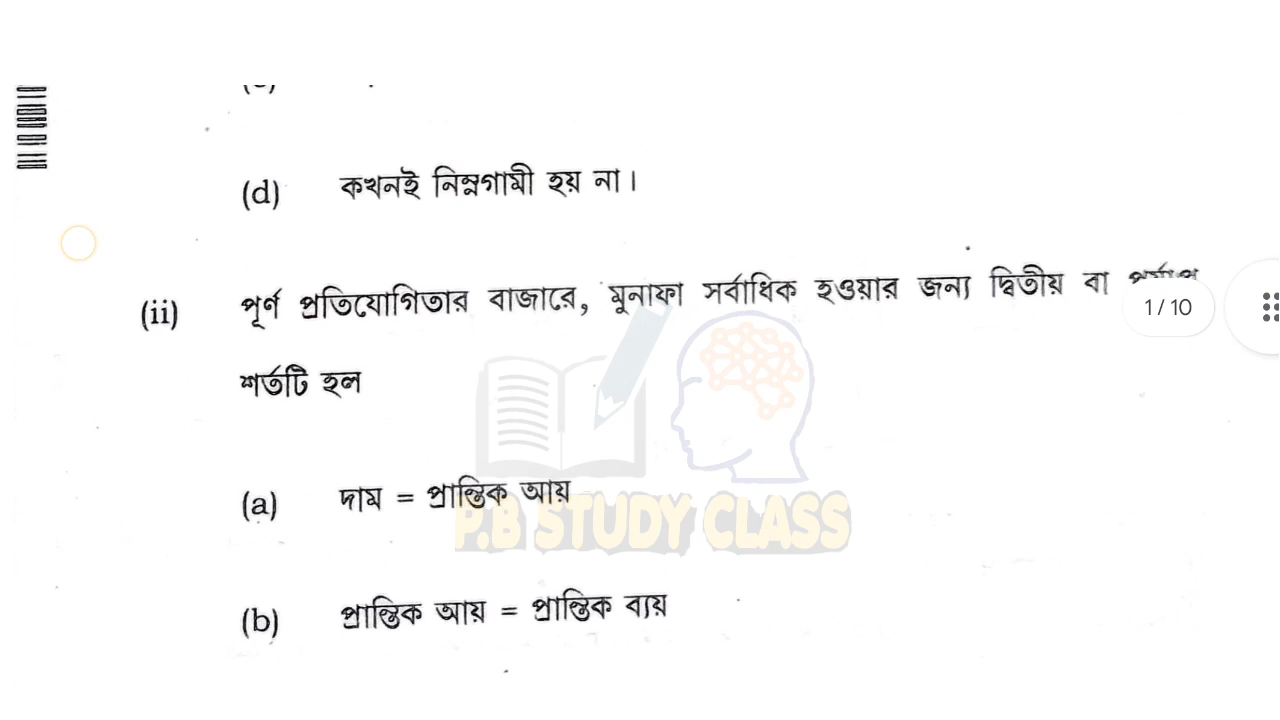 (d) কখনই নিম্নগামী হয় না।
(ii) পূর্ণ প্রতিযোগিতার বাজারে, মুনাফা সর্বাধিক হওয়ার জন্য দ্বিতীয় বা
1 / 10
শর্তটি হল
(a) দাম = প্রান্তিক আয়
P.B STUDY CLASS
(b) প্রান্তিক আয় = প্রান্তিক ব্যয়